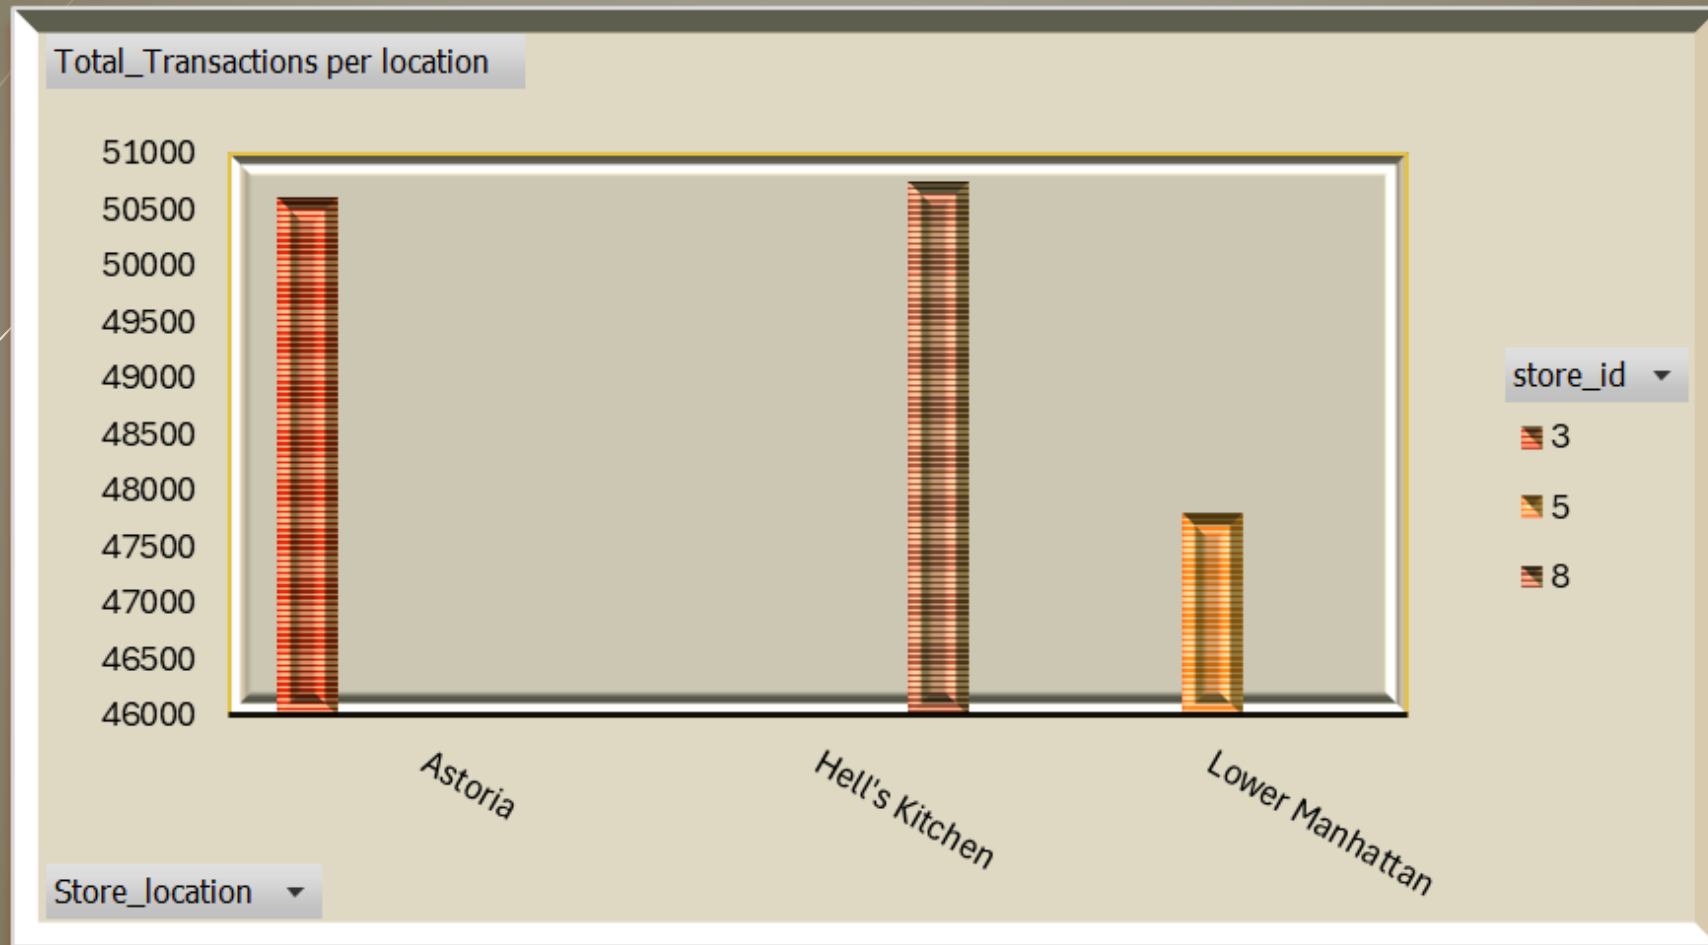 Total_Transactions per location
51000
50500
50000
49500
49000
48500
48000
47500
47000
46500
46000
Astoria
Hell's Kitchen
Lower Manhattan
store_id
3
5
8
Store_location